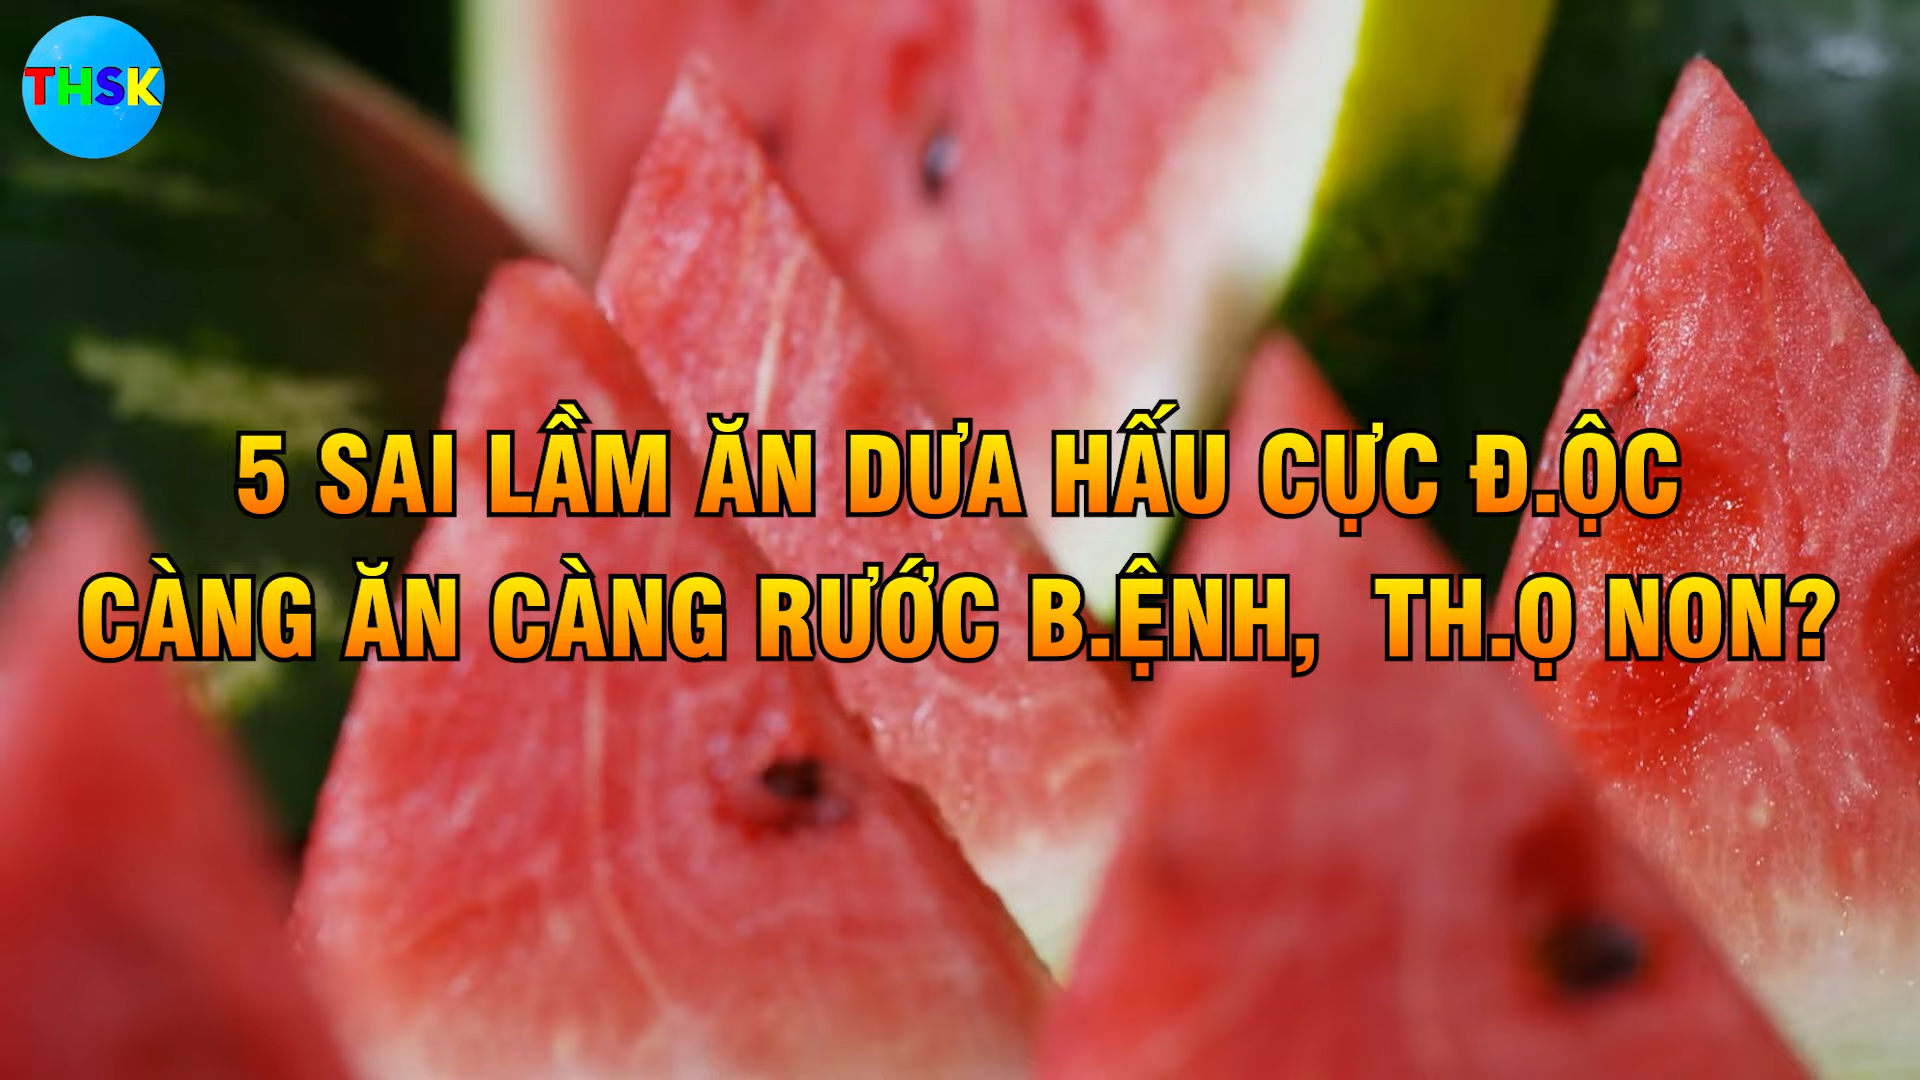 THSK
5 SAI LẦM ĂN DƯA HẤU CỰC Đ.ỘC
CÀNG ĂN CÀNG RƯỚC B.ỆNH, TH.Ọ NON?